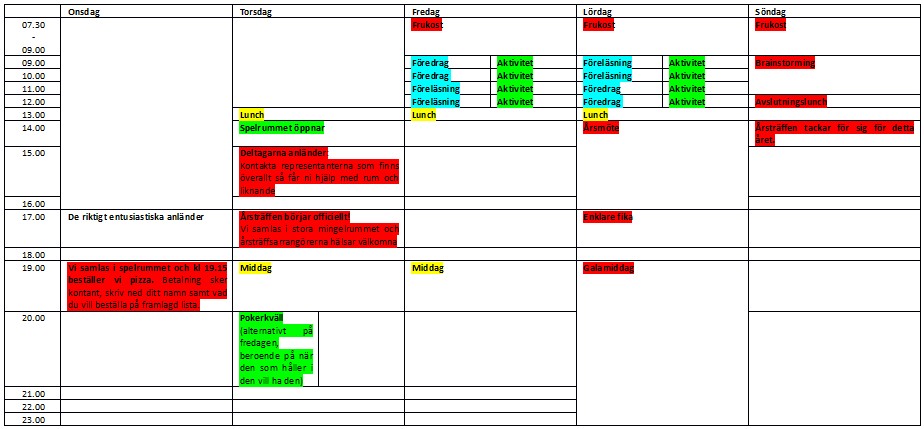 Onsdag Torsdag Fredag Lördag Söndag
07.30 Frukost Frukost Frukost
-
09.00
09.00 Föredrag Aktivitet Föreläsning Aktivitet Brainstorming
10.00 Föredrag Aktivitet Föreläsning Aktivitet
11.00 Föreläsning Aktivitet Föredrag Aktivitet
12.00 Föreläsning Aktivitet Föredrag Aktivitet Avslutningslunch
13.00 Lunch Lunch Lunch
14.00 Spelrummet öppnar Årsmöte Årsträffen tackar för sig för detta
året.
15.00 Deltagarna anländer:
Kontakta representanterna som finns
överallt så får ni hjälp med rum och
liknande
16.00
17.00 De riktigt entusiastiska anländer Årsträffen börjar officiellt! Enklare fika
Vi samlas i stora mingelrummet och
årsträffsarrangörerna hälsar välkomna
18.00
19.00 Vi samlas i spelrummet och kl 19.15 Middag Middag Galamiddag
beställer vi pizza. Betalning sker
kontant, skriv ned ditt namn samt vad
du vill beställa på framlagd lista.
20.00 Pokerkväll
(alternativt på
fredagen,
beroende på när
den som håller i
den vill ha den)
21.00
22.00
23.00